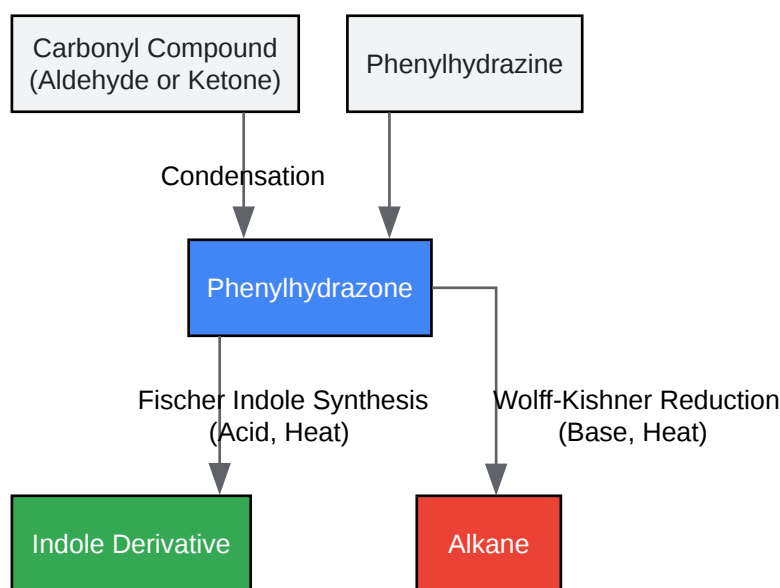 Carbonyl Compound
(Aldehyde or Ketone)
Phenylhydrazine
Condensation
Phenylhydrazone
Fischer Indole Synthesis
(Acid, Heat)
Wolff-Kishner Reduction
(Base, Heat)
Indole Derivative
Alkane